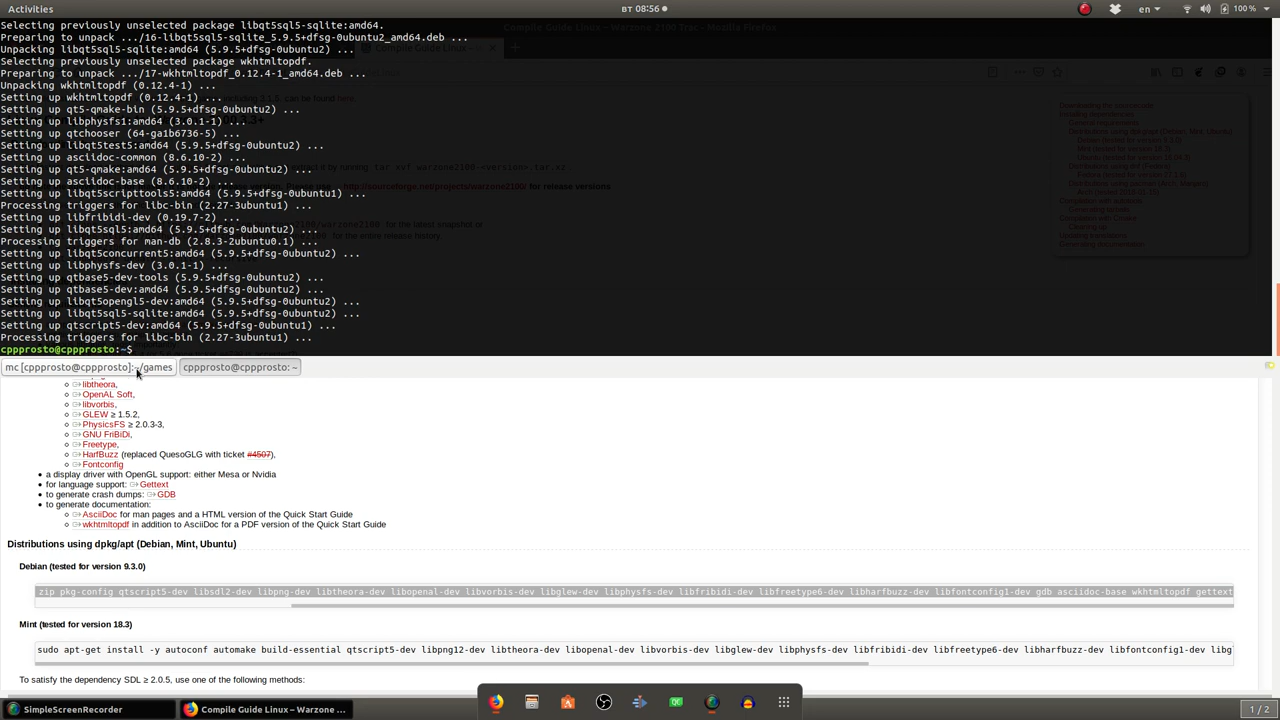 Activities
вт 08:56
en
100 %
Compile Guide Linux – Warzone 2100 Trac - Mozilla Firefox
Selecting previously unselected package libqt5sql5-sqlite:amd64.
Preparing to unpack .../16-libqt5sql5-sqlite_5.9.5+dfsg-0ubuntu2_amd64.deb ...
Unpacking libqt5sql5-sqlite:amd64 (5.9.5+dfsg-0ubuntu2) ...
Selecting previously unselected package wkhtmltopdf.
Preparing to unpack .../17-wkhtmltopdf_0.12.4-1_amd64.deb ...
Unpacking wkhtmltopdf (0.12.4-1) ...
Setting up wkhtmltopdf (0.12.4-1) ...
Setting up qt5-qmake-bin (5.9.5+dfsg-0ubuntu2) ...
Setting up libphysfs1:amd64 (3.0.1-1) ...
Setting up qtchooser (64-ga1b6736-5) ...
Setting up libqt5test5:amd64 (5.9.5+dfsg-0ubuntu2) ...
Setting up asciidoc-common (8.6.10-2) ...
Setting up qt5-qmake:amd64 (5.9.5+dfsg-0ubuntu2) ...
Setting up asciidoc-base (8.6.10-2) ...
Setting up libqt5scripttools5:amd64 (5.9.5+dfsg-0ubuntu1) ...
Processing triggers for libc-bin (2.27-3ubuntu1) ...
Setting up libfribidi-dev (0.19.7-2) ...
Setting up libqt5sql5:amd64 (5.9.5+dfsg-0ubuntu2) ...
Processing triggers for man-db (2.8.3-2ubuntu0.1) ...
Setting up libqt5concurrent5:amd64 (5.9.5+dfsg-0ubuntu2) ...
Setting up libphysfs-dev (3.0.1-1) ...
Setting up qtbase5-dev-tools (5.9.5+dfsg-0ubuntu2) ...
Setting up qtbase5-dev:amd64 (5.9.5+dfsg-0ubuntu2) ...
Setting up libqt5opengl5-dev:amd64 (5.9.5+dfsg-0ubuntu2) ...
Setting up libqt5sql5-sqlite:amd64 (5.9.5+dfsg-0ubuntu2) ...
Setting up qtscript5-dev:amd64 (5.9.5+dfsg-0ubuntu1) ...
Processing triggers for libc-bin (2.27-3ubuntu1) ...
cppprosto@cppprosto:~$
mc [cppprosto@cppprosto]:~/games
cppprosto@cppprosto: ~
libtheora,
OpenAL Soft,
libvorbis,
GLEW ≥ 1.5.2,
PhysicsFS ≥ 2.0.3-3,
GNU FriBiDi,
Freetype,
HarfBuzz (replaced QuesoGLG with ticket #4507),
Fontconfig
a display driver with OpenGL support: either Mesa or Nvidia
for language support: Gettext
to generate crash dumps: GDB
to generate documentation:
AsciiDoc for man pages and a HTML version of the Quick Start Guide
wkhtmltopdf in addition to AsciiDoc for a PDF version of the Quick Start Guide
Distributions using dpkg/apt (Debian, Mint, Ubuntu)
Debian (tested for version 9.3.0)
zip pkg-config qtscript5-dev libsdl2-dev libpng-dev libtheora-dev libopenal-dev libvorbis-dev libglew-dev libphysfs-dev libfribidi-dev libfreetype6-dev libharfbuzz-dev libfontconfig1-dev gdb asciidoc-base wkhtmltopdf gettext
Mint (tested for version 18.3)
sudo apt-get install -y autoconf automake build-essential qtscript5-dev libpng12-dev libtheora-dev libopenal-dev libvorbis-dev libglew-dev libphysfs-dev libfribidi-dev libfreetype6-dev libharfbuzz-dev libfontconfig1-dev libg
To satisfy the dependency SDL ≥ 2.0.5, use one of the following methods:
SimpleScreenRecorder
Compile Guide Linux – Warzone ...
1 / 2